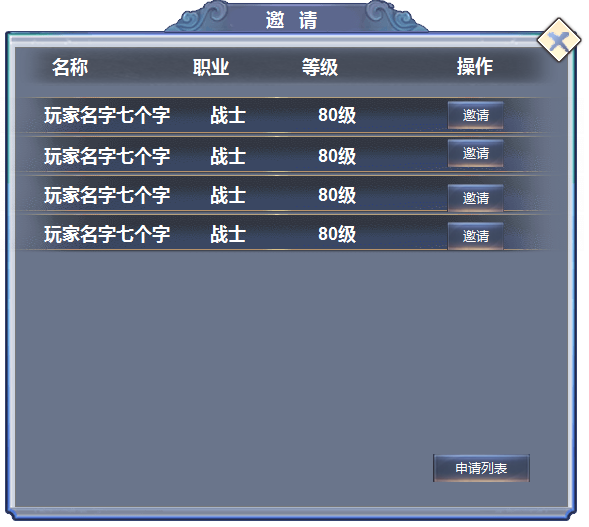 邀 请
名称 职业 等级 操作
玩家名字七个字 战士 80级 邀请
玩家名字七个字 战士 80级 邀请
玩家名字七个字 战士 80级 邀请
玩家名字七个字 战士 80级 邀请
申请列表